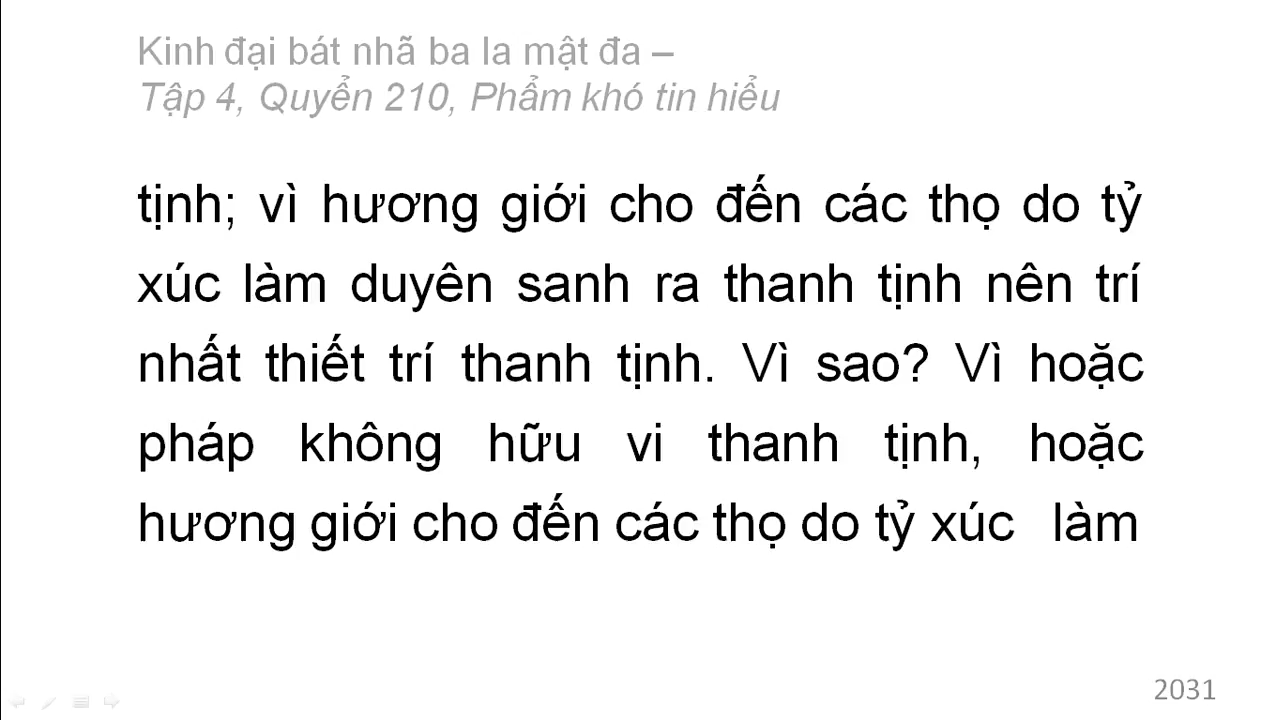 Kinh đại bát nhã ba la mật đa –
Tập 4, Quyển 210, Phẩm khó tin hiểu
tịnh; vì hương giới cho đến các thọ do tỷ
xúc làm duyên sanh ra thanh tịnh nên trí
nhất thiết trí thanh tịnh. Vì sao? Vì hoặc
pháp không hữu vi thanh tịnh, hoặc
hương giới cho đến các thọ do tỷ xúc làm
2031